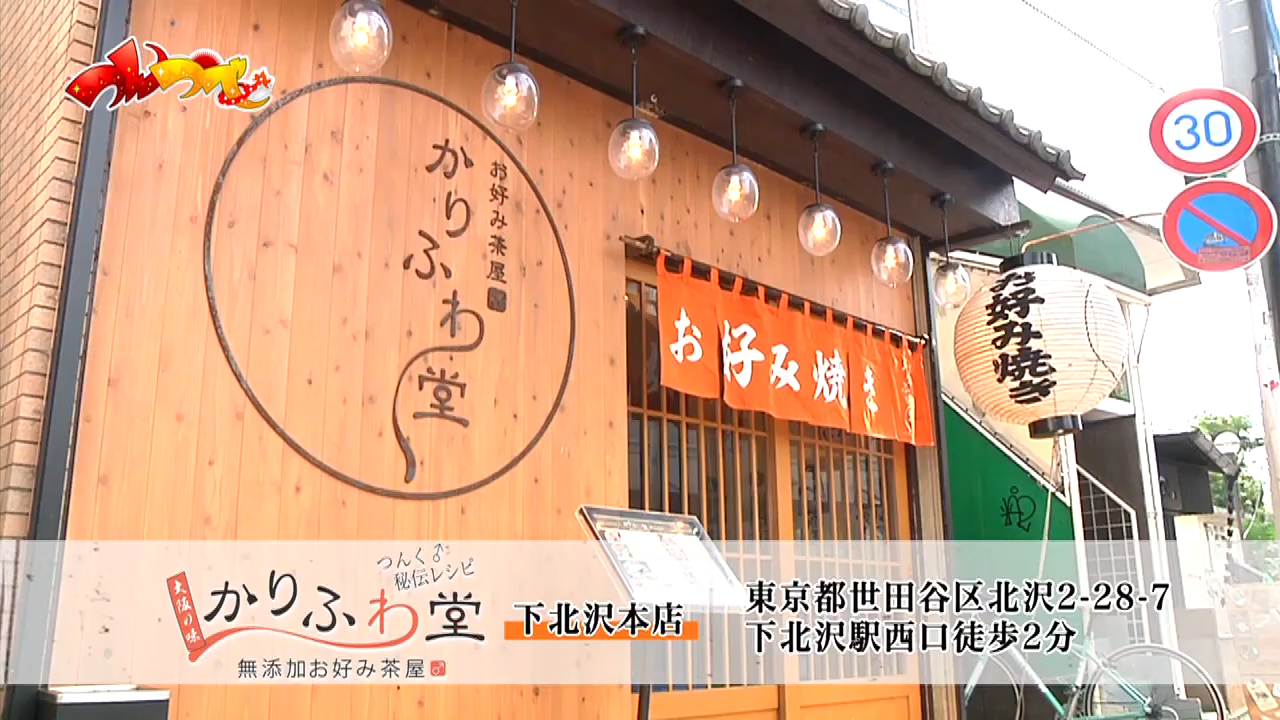 お好み茶屋
かりふわ堂
30
お好み焼き
お好み焼き
大阪の味
つんく♂
秘伝レシピ
かりふわ堂
無添加お好み茶屋♂
下北沢本店
東京都世田谷区北沢2-28-7
下北沢駅西口徒歩2分